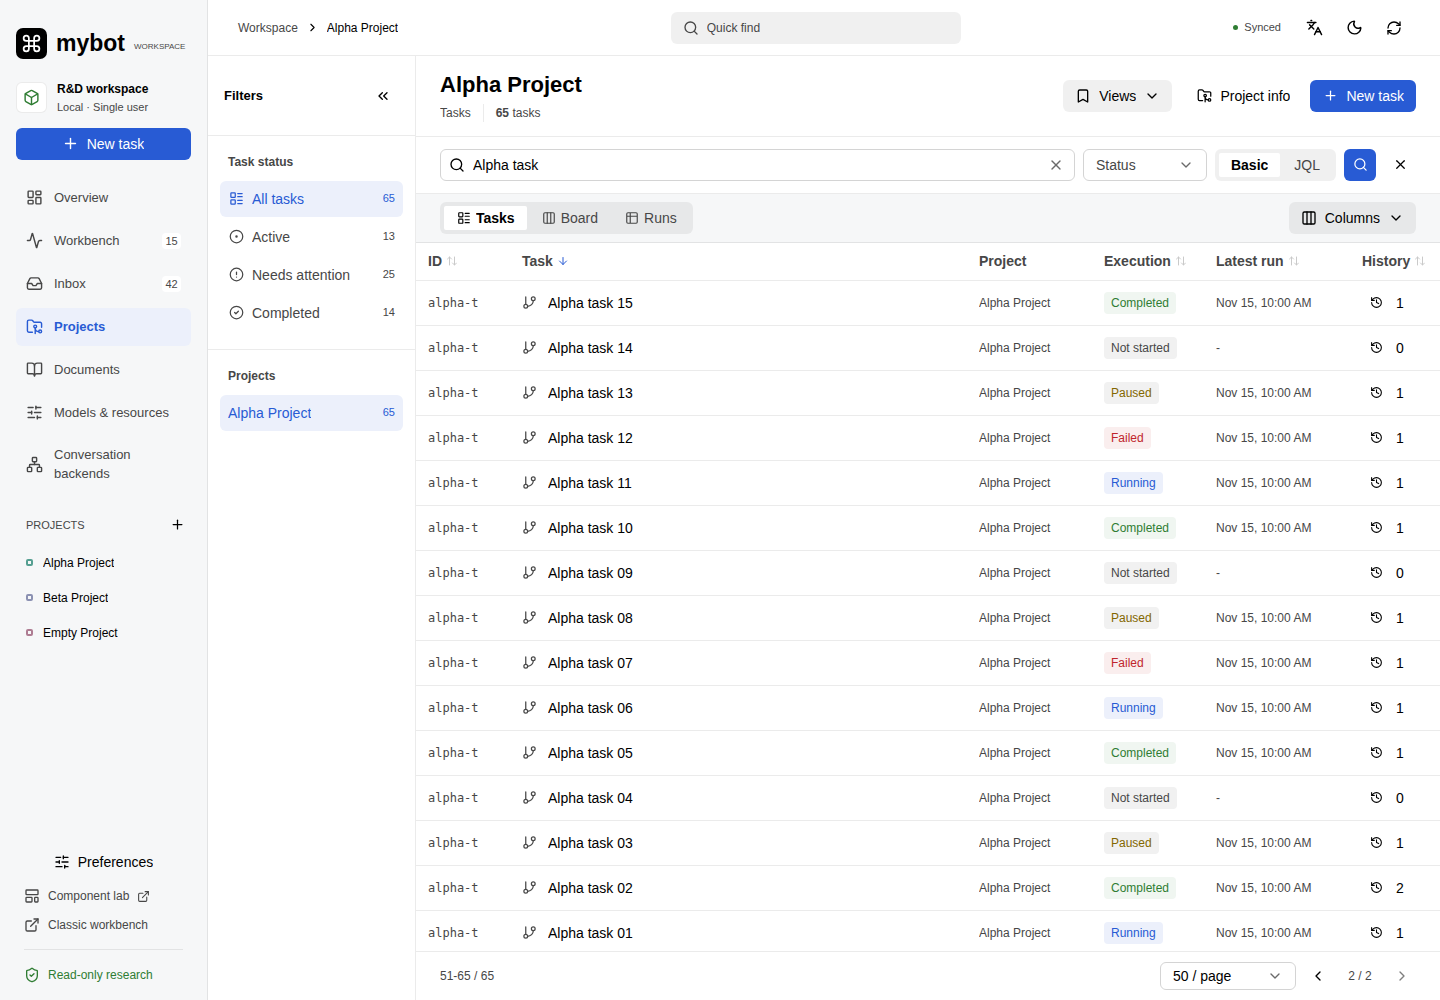 mybot WORKSPACE
R&D workspace
Local · Single user
New task
Overview
Workbench 15
Inbox 42
Projects
Documents
Models & resources
Conversation
backends
PROJECTS
Alpha Project
Beta Project
Empty Project
Preferences
Component lab
Classic workbench
Read-only research
Workspace Alpha Project
Quick find
Synced
Filters
Task status
All tasks 65
Active 13
Needs attention 25
Completed 14
Projects
Alpha Project 65
Alpha Project
Tasks 65 tasks
Views Project info New task
Alpha task Status Basic JQL
Tasks Board Runs Columns
ID Task Project Execution Latest run History
alpha-t Alpha task 15 Alpha Project Completed Nov 15, 10:00 AM 1
alpha-t Alpha task 14 Alpha Project Not started - 0
alpha-t Alpha task 13 Alpha Project Paused Nov 15, 10:00 AM 1
alpha-t Alpha task 12 Alpha Project Failed Nov 15, 10:00 AM 1
alpha-t Alpha task 11 Alpha Project Running Nov 15, 10:00 AM 1
alpha-t Alpha task 10 Alpha Project Completed Nov 15, 10:00 AM 1
alpha-t Alpha task 09 Alpha Project Not started - 0
alpha-t Alpha task 08 Alpha Project Paused Nov 15, 10:00 AM 1
alpha-t Alpha task 07 Alpha Project Failed Nov 15, 10:00 AM 1
alpha-t Alpha task 06 Alpha Project Running Nov 15, 10:00 AM 1
alpha-t Alpha task 05 Alpha Project Completed Nov 15, 10:00 AM 1
alpha-t Alpha task 04 Alpha Project Not started - 0
alpha-t Alpha task 03 Alpha Project Paused Nov 15, 10:00 AM 1
alpha-t Alpha task 02 Alpha Project Completed Nov 15, 10:00 AM 2
alpha-t Alpha task 01 Alpha Project Running Nov 15, 10:00 AM 1
51-65 / 65 50 / page 2 / 2